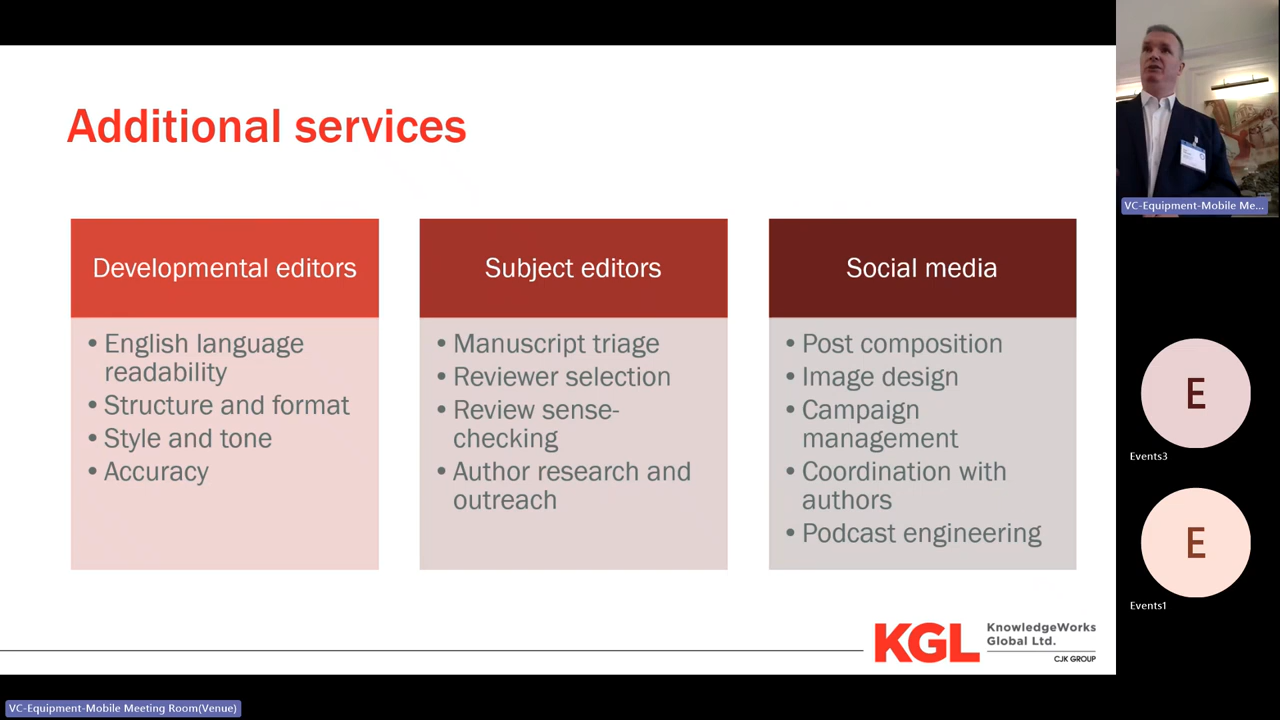 Additional services
Developmental editors
• English language
readability
• Structure and format
• Style and tone
• Accuracy
Subject editors
• Manuscript triage
• Reviewer selection
• Review sense-
checking
• Author research and
outreach
Social media
• Post composition
• Image design
• Campaign
management
• Coordination with
authors
• Podcast engineering
KGL
KnowledgeWorks
Global Ltd.
CJK GROUP
VC-Equipment-Mobile Me...
E
Events3
E
Events1
VC-Equipment-Mobile Meeting Room(Venue)